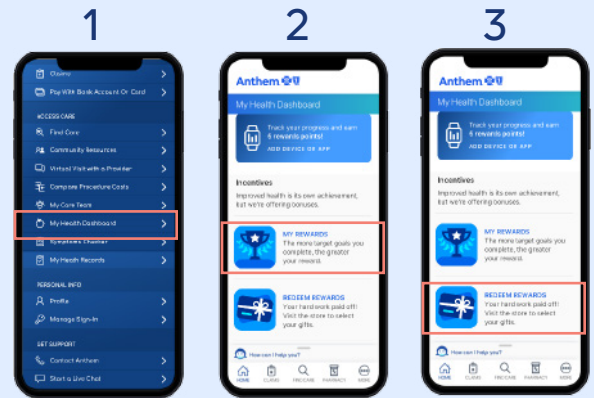 1
2
3
Claims
Pay With Bank Account Or Card
ACCESS CARE
Find Care
Community Resources
Virtual Visit with a Provider
Compare Procedure Costs
My Care Team
My Health Dashboard
Symptoms Checker
My Heath Records
PERSONAL INFO
Profile
Manage Sign-In
GET SUPPORT
Contact Anthem
Start a Live Chat
Anthem
My Health Dashboard
Track your progress and earn
6 rewards points!
ADD DEVICE OR APP
Incentives
Improved health is its own achievement,
but we're offering bonuses.
MY REWARDS
The more target goals you
complete, the greater
your reward.
REDEEM REWARDS
Your hard work paid off!
Visit the store to select
your gifts.
How can I help you?
HOME
CLAIMS
FIND CARE
PHARMACY
MORE
Anthem
My Health Dashboard
Track your progress and earn
6 rewards points!
ADD DEVICE OR APP
Incentives
Improved health is its own achievement,
but we're offering bonuses.
MY REWARDS
The more target goals you
complete, the greater
your reward.
REDEEM REWARDS
Your hard work paid off!
Visit the store to select
your gifts.
How can I help you?
HOME
CLAIMS
FIND CARE
PHARMACY
MORE